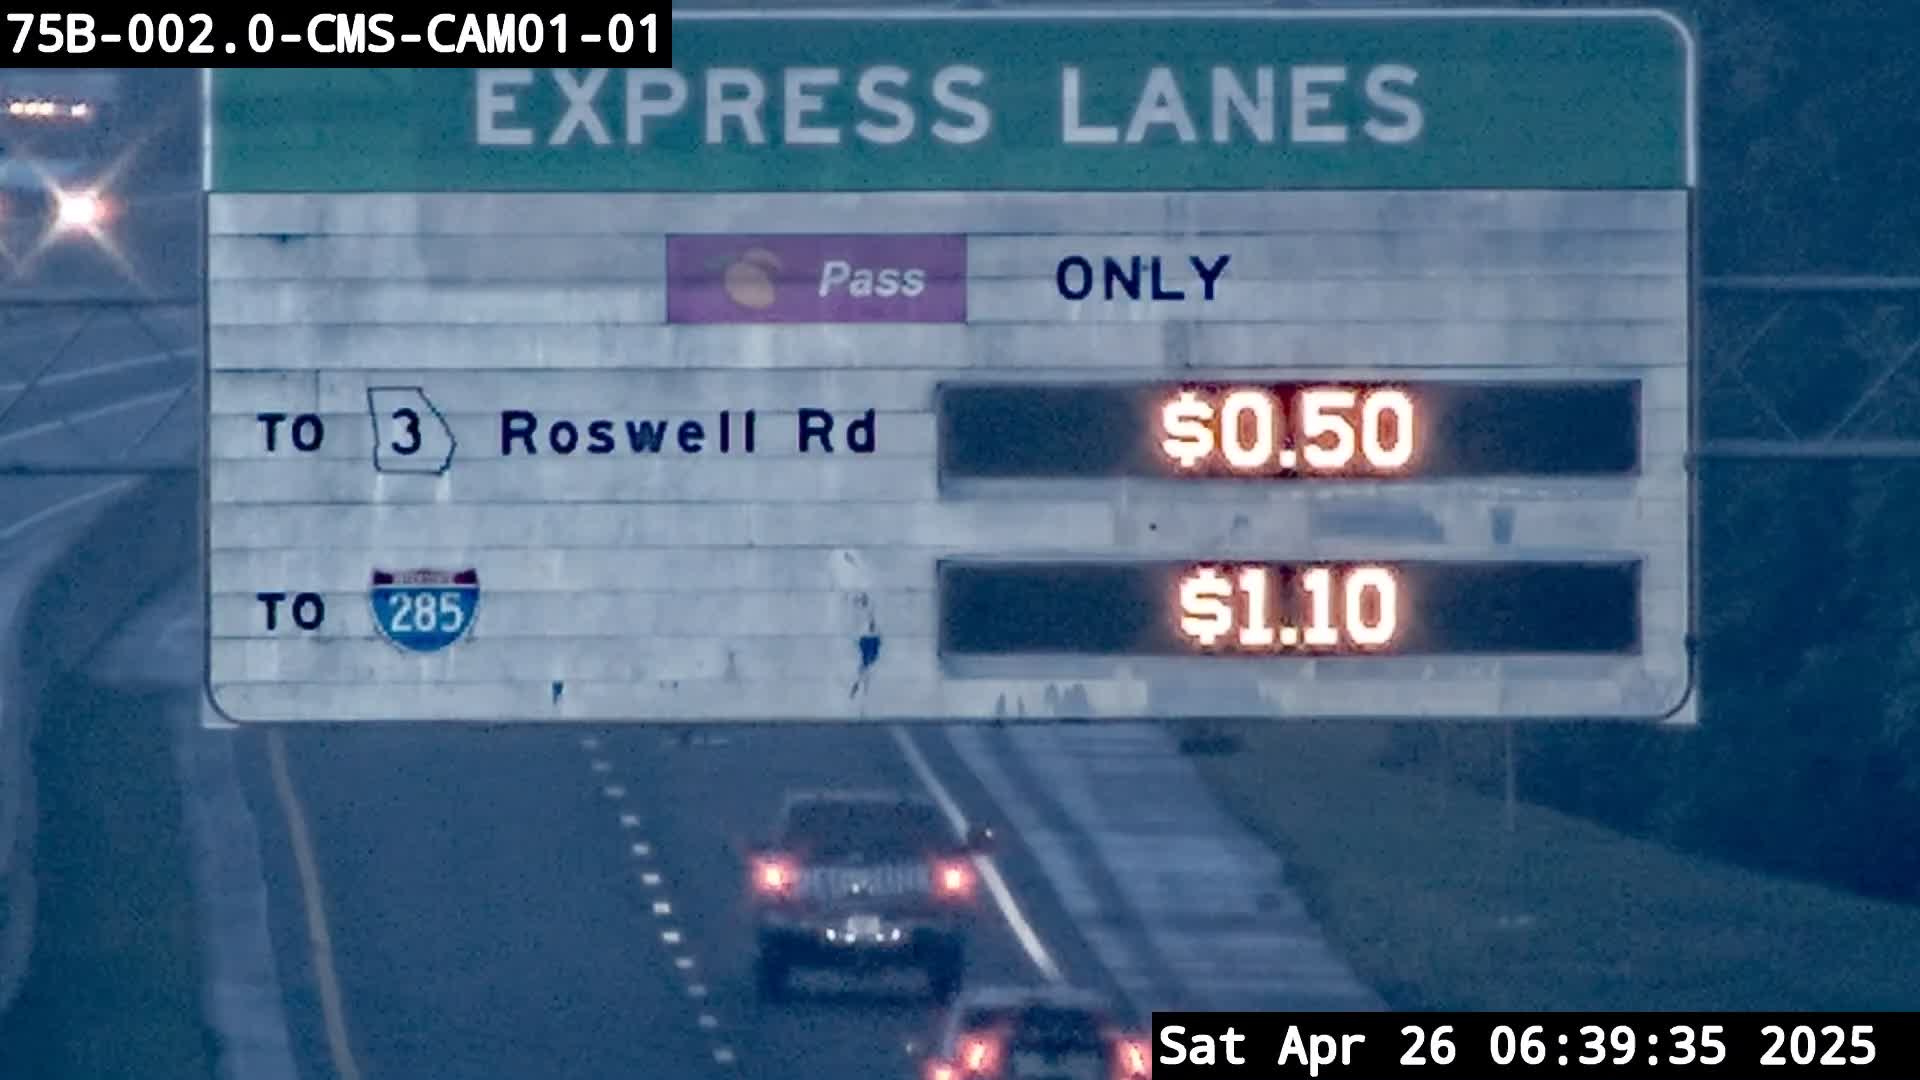 75B-002.0-CMS-CAM01-01
EXPRESS LANES
Pass ONLY
TO 3 Roswell Rd $0.50
TO 285 $1.10
Sat Apr 26 06:39:35 2025